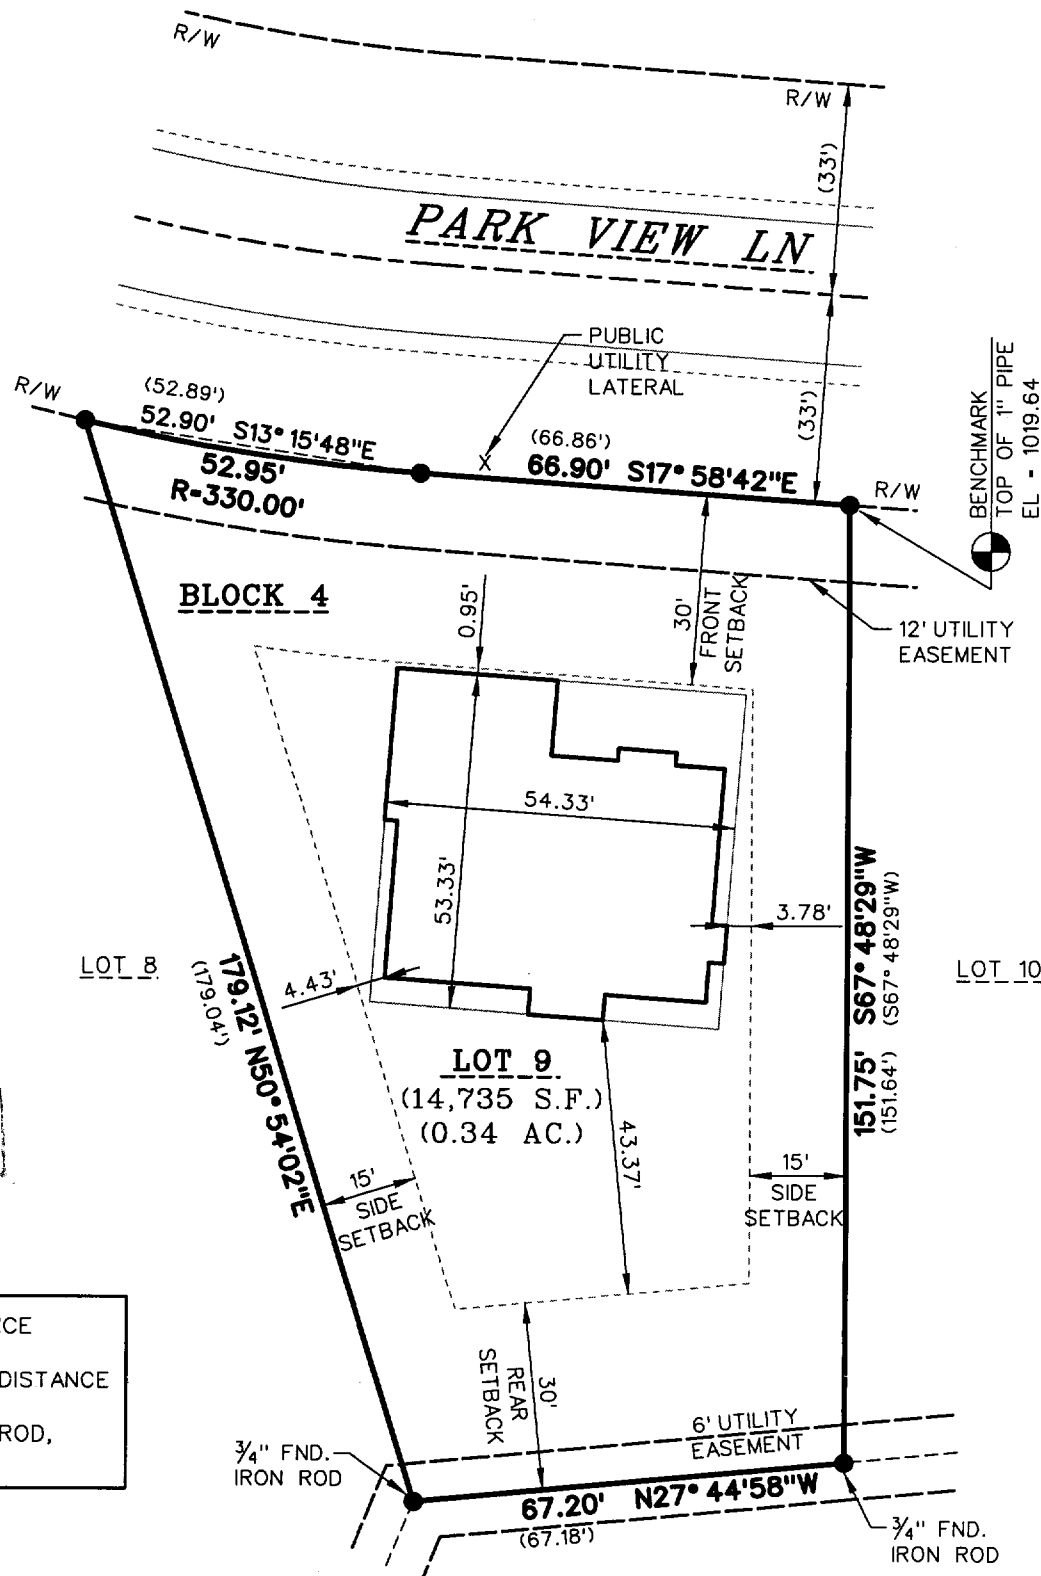 R/W
R/W
(33')
PARK VIEW LN
PUBLIC
UTILITY
LATERAL
(33')
BENCHMARK
TOP OF 1" PIPE
EL - 1019.64
R/W
(52.89')
52.90' S13°15'48"E
52.95'
R=330.00'
(66.86')
X
66.90' S17°58'42"E
R/W
BLOCK 4
0.95'
30'
FRONT
SETBACK
12' UTILITY
EASEMENT
54.33'
53.33'
3.78'
4.43'
LOT 8
LOT 10
179.12' N50°54'02"E
(179.04')
151.75' S67°48'29"W
(151.64') (S67°48'29"W)
LOT 9
(14,735 S.F.)
(0.34 AC.)
43.37'
15'
SIDE
SETBACK
15'
SIDE
SETBACK
30'
REAR
SETBACK
6' UTILITY
EASEMENT
DISTANCE
ROD,
3/4" FND.
IRON ROD
67.20' N27°44'58"W
(67.18')
3/4" FND.
IRON ROD